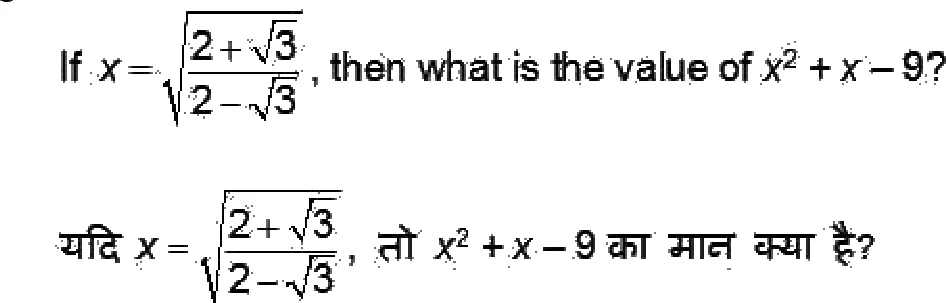 If x = √((2 + √3)/(2 − √3)), then what is the value of x² + x − 9?
यदि x = √((2 + √3)/(2 − √3)), तो x² + x − 9 का मान क्या है?